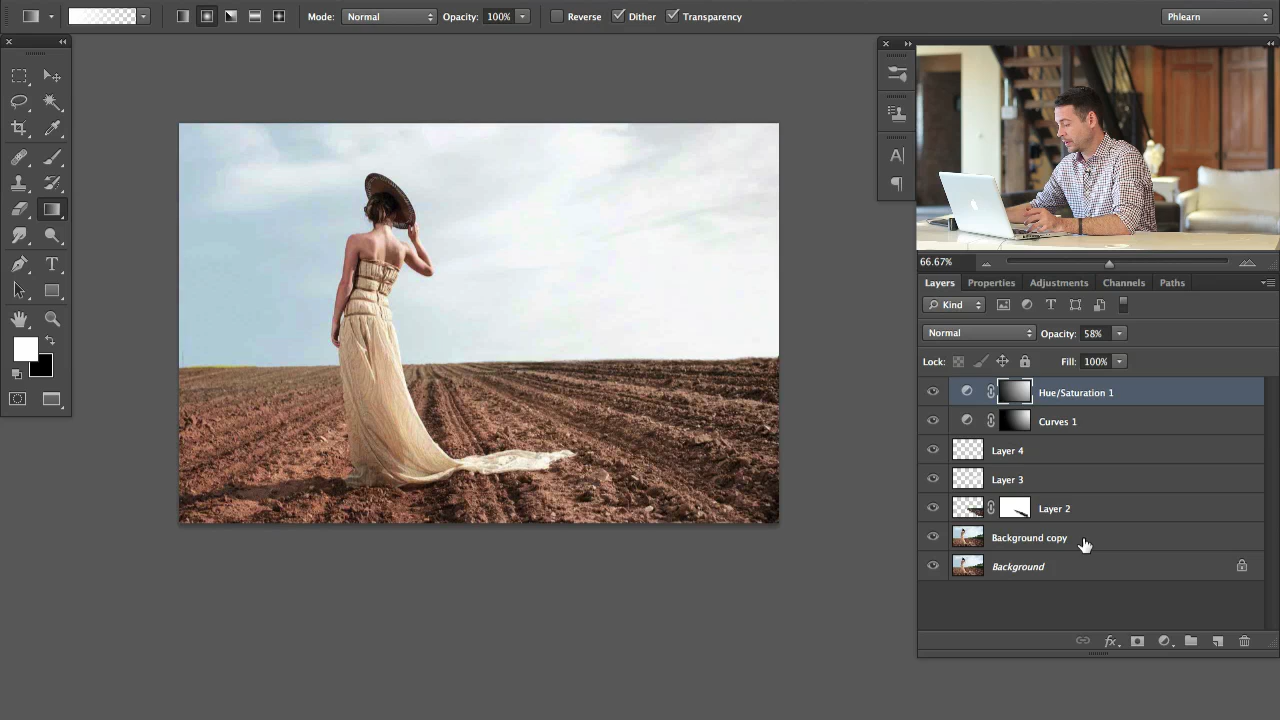 Mode: Normal Opacity: 100% Reverse Dither Transparency Phlearn
66.67%
Layers Properties Adjustments Channels Paths
Kind T
Normal Opacity: 58%
Lock: Fill: 100%
Hue/Saturation 1
Curves 1
Layer 4
Layer 3
Layer 2
Background copy
Background
fx
T
A